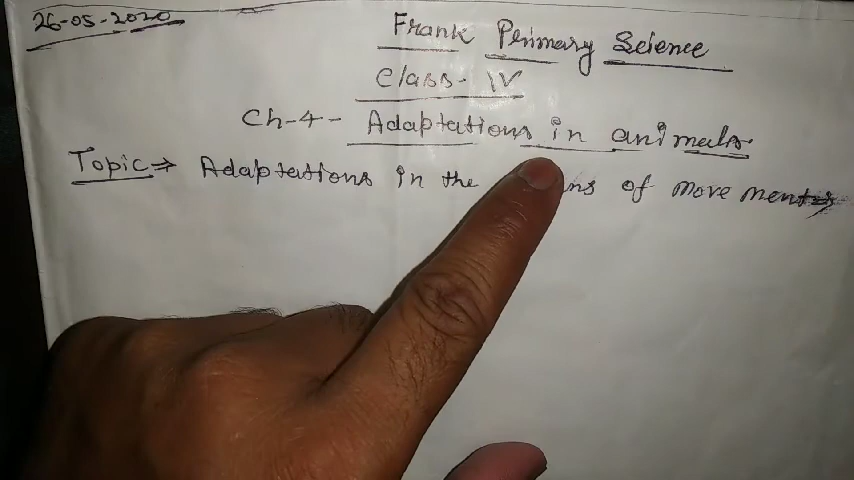 26-05-2020
Frank Primary Science
Class- IV
Ch-4- Adaptations in animals
Topic⇒ Adaptations in the of movements